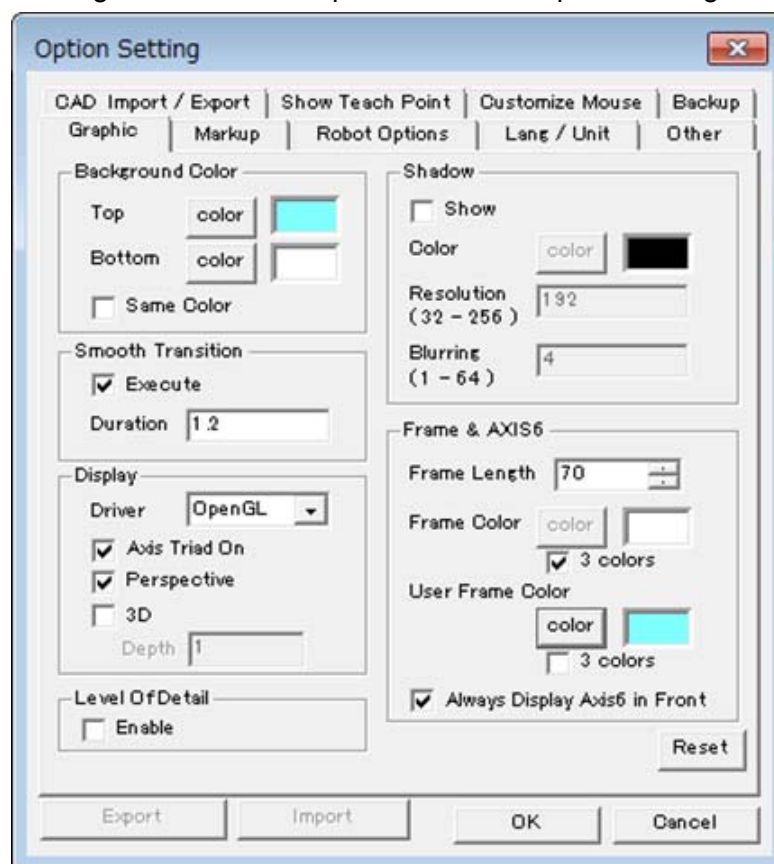 Option Setting
CAD Import / Export
Show Teach Point
Customize Mouse
Backup
Graphic
Markup
Robot Options
Lang / Unit
Other
Background Color
Top
color
Bottom
color
Same Color
Smooth Transition
Execute
Duration
1.2
Display
Driver
OpenGL
Axis Triad On
Perspective
3D
Depth
1
Level Of Detail
Enable
Shadow
Show
Color
color
Resolution
(32 - 256)
192
Blurring
(1 - 64)
4
Frame & AXIS6
Frame Length
70
Frame Color
color
3 colors
User Frame Color
color
3 colors
Always Display Axis6 in Front
Reset
Export
Import
OK
Cancel